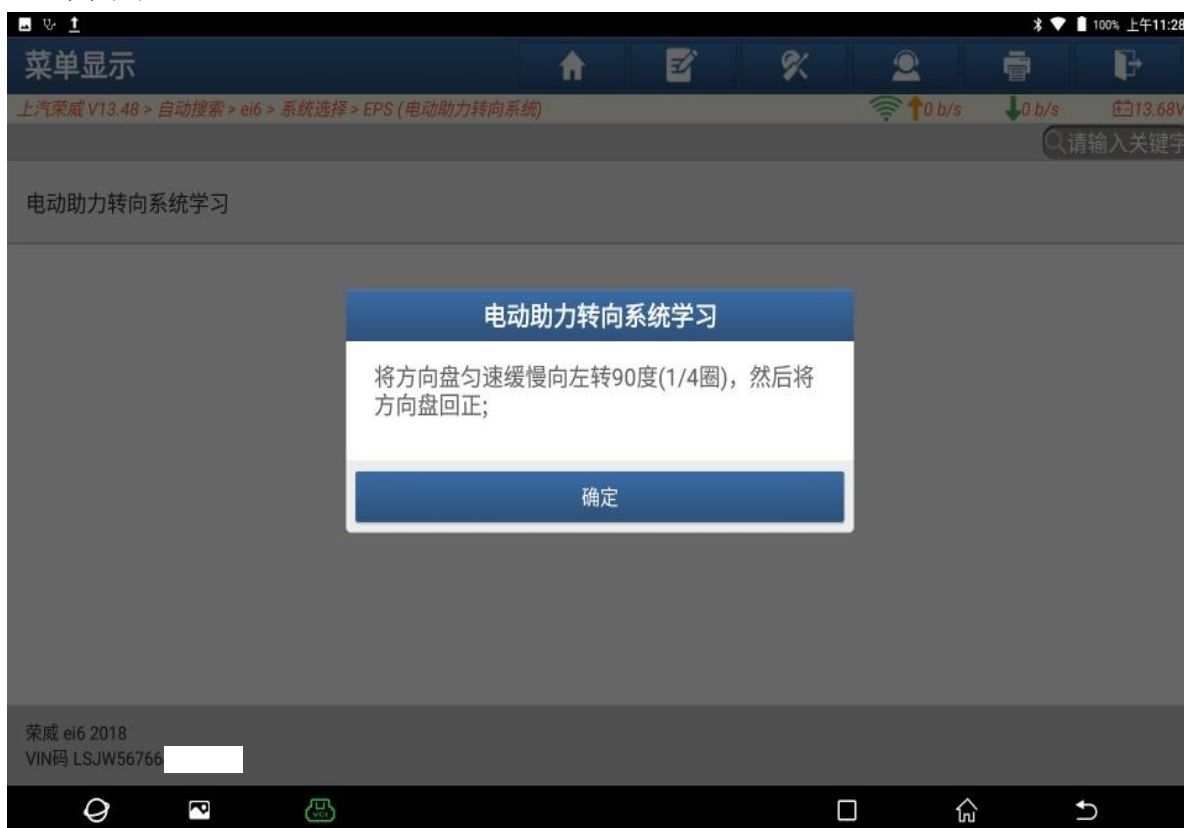 100% 上午11:28
菜单显示
上汽荣威 V13.48 > 自动搜索 > ei6 > 系统选择 > EPS (电动助力转向系统)
0 b/s
0 b/s
13.68V
请输入关键字
电动助力转向系统学习
电动助力转向系统学习
将方向盘匀速缓慢向左转90度(1/4圈)，然后将
方向盘回正;
确定
荣威 ei6 2018
VIN码 LSJW56766
VCI